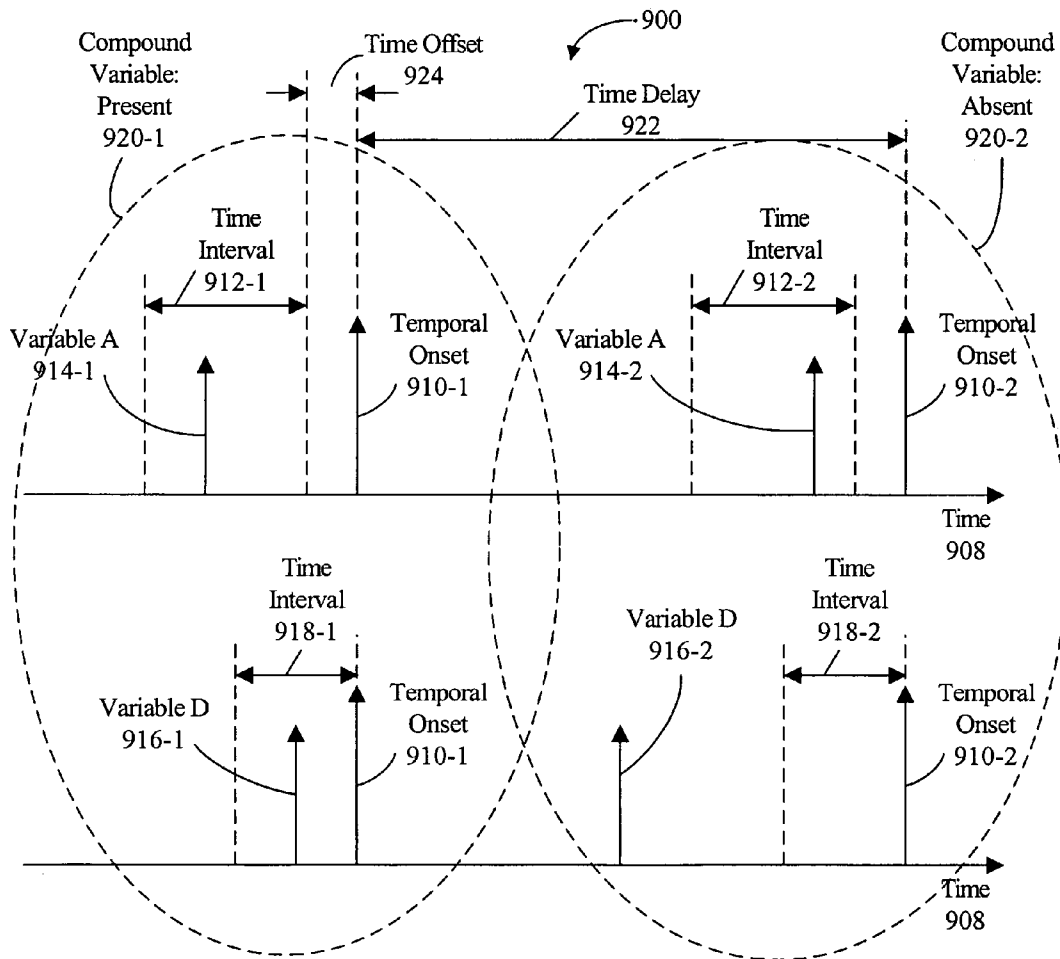 900
Compound
Variable:
Present
920-1
Time Offset
924
Time Delay
922
Compound
Variable:
Absent
920-2
Time
Interval
912-1
Time
Interval
912-2
Variable A
914-1
Temporal
Onset
910-1
Variable A
914-2
Temporal
Onset
910-2
Time
908
Time
Interval
918-1
Variable D
916-2
Time
Interval
918-2
Variable D
916-1
Temporal
Onset
910-1
Temporal
Onset
910-2
Time
908